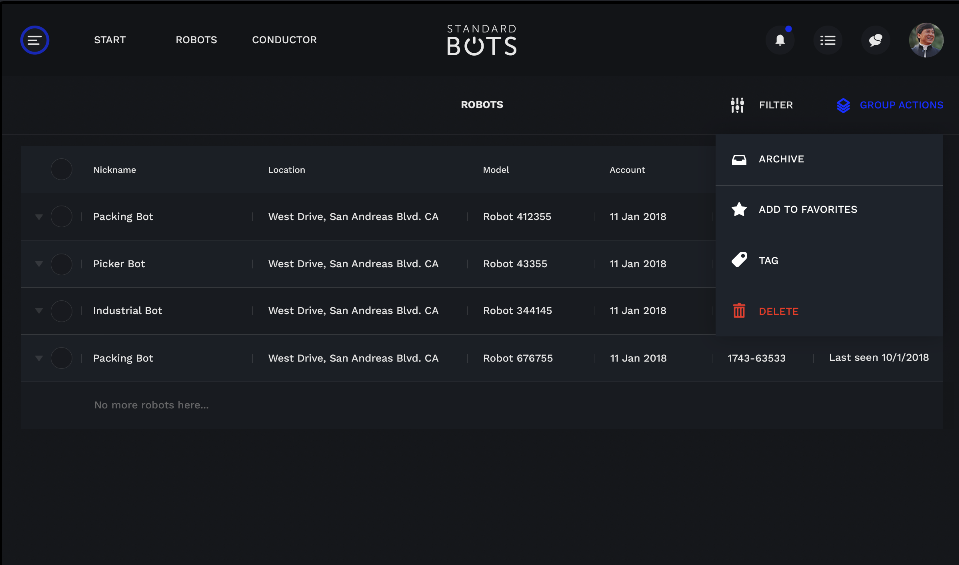 START ROBOTS CONDUCTOR STANDARD
BOTS
ROBOTS FILTER GROUP ACTIONS
ARCHIVE
Nickname Location Model Account
ADD TO FAVORITES
Packing Bot West Drive, San Andreas Blvd. CA Robot 412355 11 Jan 2018
TAG
Picker Bot West Drive, San Andreas Blvd. CA Robot 43355 11 Jan 2018
Industrial Bot West Drive, San Andreas Blvd. CA Robot 344145 11 Jan 2018
DELETE
Packing Bot West Drive, San Andreas Blvd. CA Robot 676755 11 Jan 2018 1743-63533 Last seen 10/1/2018
No more robots here...